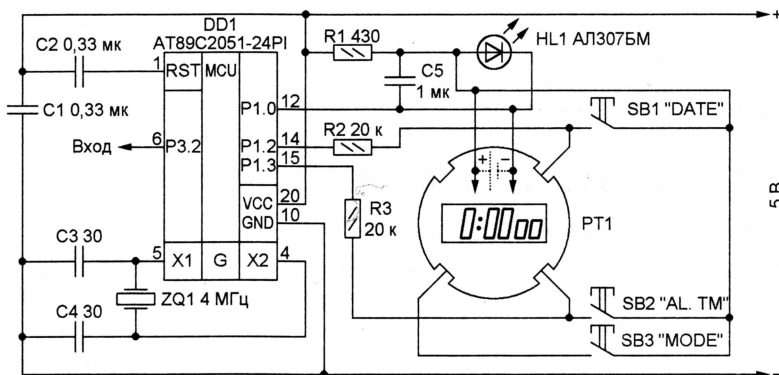 DD1
AT89C2051-24PI
C2 0,33 мк
1
RST
MCU
R1 430
HL1 АЛ307БМ
+
C5
1 мк
C1 0,33 мк
P1.0
12
SB1 "DATE"
Вход
6
P3.2
P1.2
14
R2 20 к
P1.3
15
+
–
5 В
VCC
20
GND
10
R3
20 к
0:00 00
PT1
C3 30
5
X1
G
X2
4
ZQ1 4 МГц
SB2 "AL. TM"
C4 30
SB3 "MODE"
–